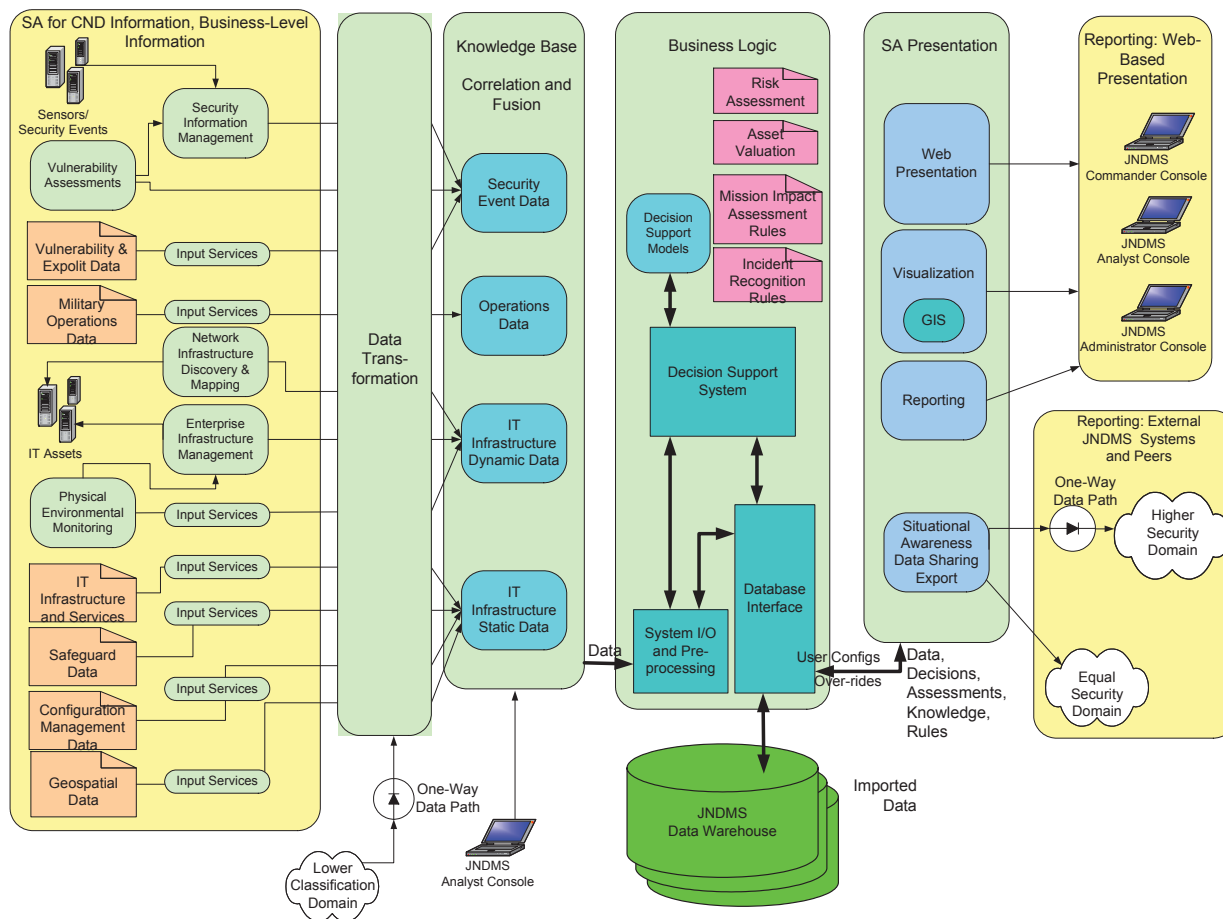 SA for CND Information, Business-Level
Information
Sensors/
Security Events
Security
Information
Management
Vulnerability
Assessments
Vulnerability &
Expolit Data
Input Services
Military
Operations
Data
Input Services
Network
Infrastructure
Discovery &
Mapping
IT Assets
Enterprise
Infrastructure
Management
Physical
Environmental
Monitoring
Input Services
IT
Infrastructure
and Services
Input Services
Safeguard
Data
Input Services
Configuration
Management
Data
Input Services
Geospatial
Data
Input Services
Data
Trans-
formation
One-Way
Data Path
Lower
Classification
Domain
Knowledge Base
Correlation and
Fusion
Security
Event Data
Operations
Data
IT
Infrastructure
Dynamic Data
IT
Infrastructure
Static Data
JNDMS
Analyst Console
Data
Business Logic
Risk
Assessment
Asset
Valuation
Mission Impact
Assessment
Rules
Incident
Recognition
Rules
Decision
Support
Models
Decision Support
System
Database
Interface
System I/O
and Pre-
processing
User Configs
Over-rides
JNDMS
Data Warehouse
Imported
Data
Data,
Decisions,
Assessments,
Knowledge,
Rules
SA Presentation
Web
Presentation
Visualization
GIS
Reporting
Situational
Awareness
Data Sharing
Export
Reporting: Web-
Based
Presentation
JNDMS
Commander Console
JNDMS
Analyst Console
JNDMS
Administrator Console
Reporting: External
JNDMS Systems
and Peers
One-Way
Data Path
Higher
Security
Domain
Equal
Security
Domain